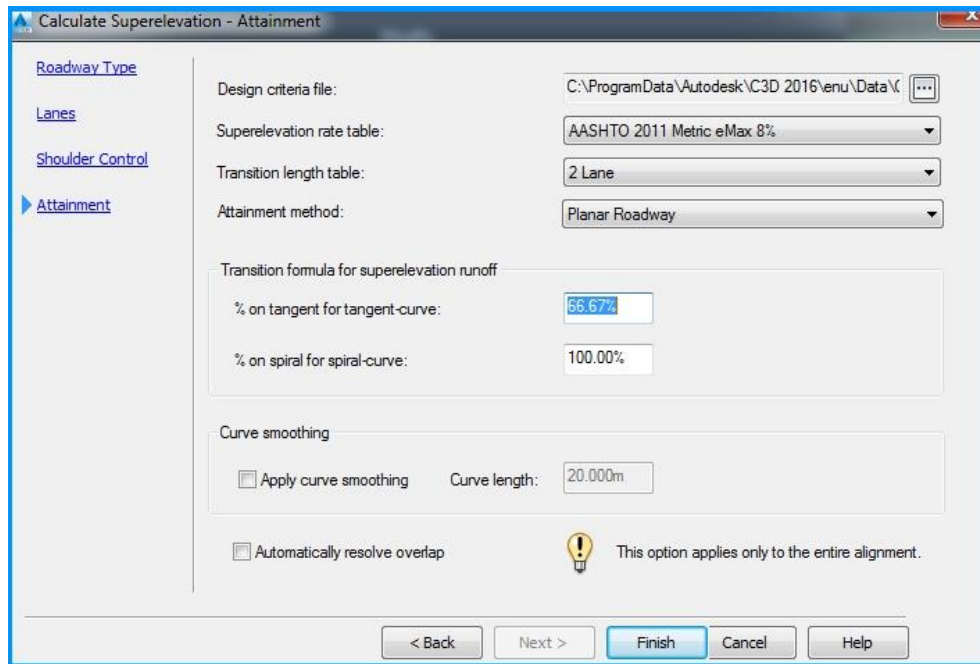 Calculate Superelevation - Attainment
Roadway Type
Lanes
Shoulder Control
Attainment
Design criteria file:
C:\ProgramData\Autodesk\C3D 2016\enu\Data\
...
Superelevation rate table:
AASHTO 2011 Metric eMax 8%
Transition length table:
2 Lane
Attainment method:
Planar Roadway
Transition formula for superelevation runoff
% on tangent for tangent-curve:
66.67%
% on spiral for spiral-curve:
100.00%
Curve smoothing
Apply curve smoothing
Curve length:
20.000m
Automatically resolve overlap
This option applies only to the entire alignment.
< Back
Next >
Finish
Cancel
Help